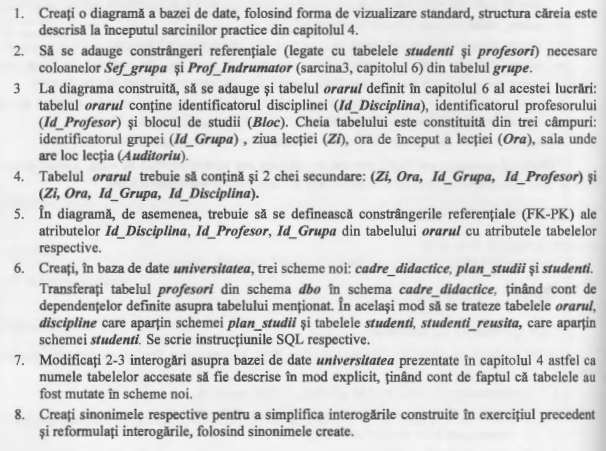 1. Creați o diagramă a bazei de date, folosind forma de vizualizare standard, structura căreia este
descrisă la începutul sarcinilor practice din capitolul 4.
2. Să se adauge constrângeri referențiale (legate cu tabelele studenti și profesori) necesare
coloanelor Sef_grupa și Prof_Indrumator (sarcina3, capitolul 6) din tabelul grupe.
3 La diagrama construită, să se adauge și tabelul orarul definit în capitolul 6 al acestei lucrări:
tabelul orarul conține identificatorul disciplinei (Id_Disciplina), identificatorul profesorului
(Id_Profesor) și blocul de studii (Bloc). Cheia tabelului este constituită din trei câmpuri:
identificatorul grupei (Id_Grupa) , ziua lecției (Zi), ora de început a lecției (Ora), sala unde
are loc lecția (Auditoriu).
4. Tabelul orarul trebuie să conțină și 2 chei secundare: (Zi, Ora, Id_Grupa, Id_Profesor) și
(Zi, Ora, Id_Grupa, Id_Disciplina).
5. În diagramă, de asemenea, trebuie să se definească constrângerile referențiale (FK-PK) ale
atributelor Id_Disciplina, Id_Profesor, Id_Grupa din tabelului orarul cu atributele tabelelor
respective.
6. Creați, în baza de date universitatea, trei scheme noi: cadre_didactice, plan_studii și studenti.
Transferați tabelul profesori din schema dbo în schema cadre_didactice, ținând cont de
dependențelor definite asupra tabelului menționat. În același mod să se trateze tabelele orarul,
discipline care aparțin schemei plan_studii și tabelele studenți, studenti_reusita, care aparțin
schemei studenti. Se scrie instrucțiunile SQL respective.
7. Modificați 2-3 interogări asupra bazei de date universitatea prezentate în capitolul 4 astfel ca
numele tabelelor accesate să fie descrise în mod explicit, ținând cont de faptul că tabelele au
fost mutate în scheme noi.
8. Creați sinonimele respective pentru a simplifica interogările construite în exercițiul precedent
și reformulați interogările, folosind sinonimele create.